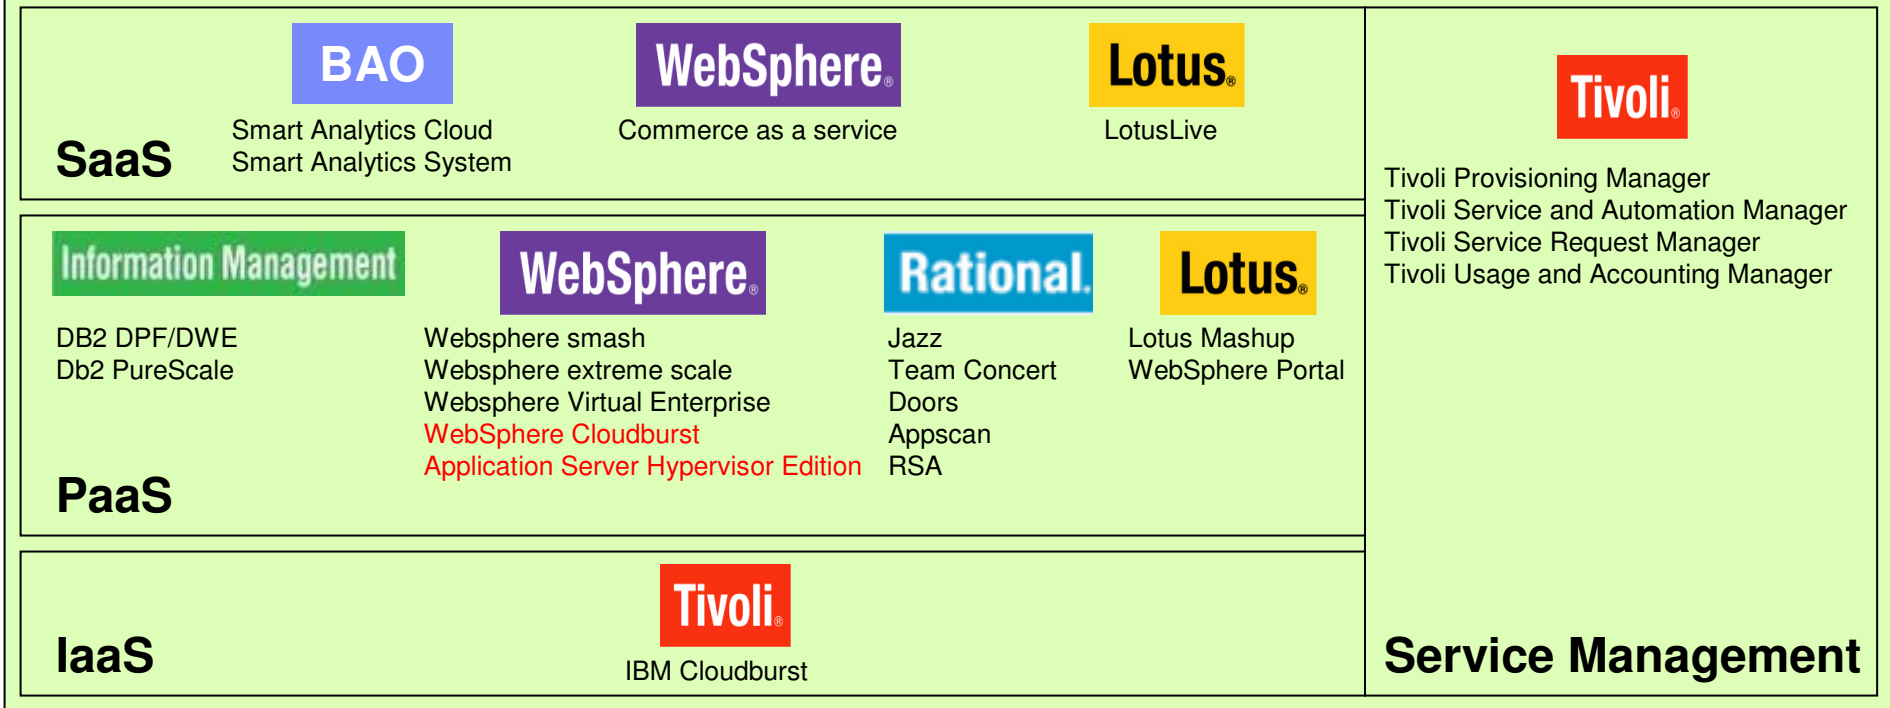 BAO
WebSphere®
Lotus®
Smart Analytics Cloud
Smart Analytics System
Commerce as a service
LotusLive
SaaS
Information Management
WebSphere®
Rational.
Lotus®
DB2 DPF/DWE
Db2 PureScale
Websphere smash
Websphere extreme scale
Websphere Virtual Enterprise
WebSphere Cloudburst
Application Server Hypervisor Edition
Jazz
Team Concert
Doors
Appscan
RSA
Lotus Mashup
WebSphere Portal
PaaS
Tivoli®
IBM Cloudburst
IaaS
Tivoli®
Tivoli Provisioning Manager
Tivoli Service and Automation Manager
Tivoli Service Request Manager
Tivoli Usage and Accounting Manager
Service Management